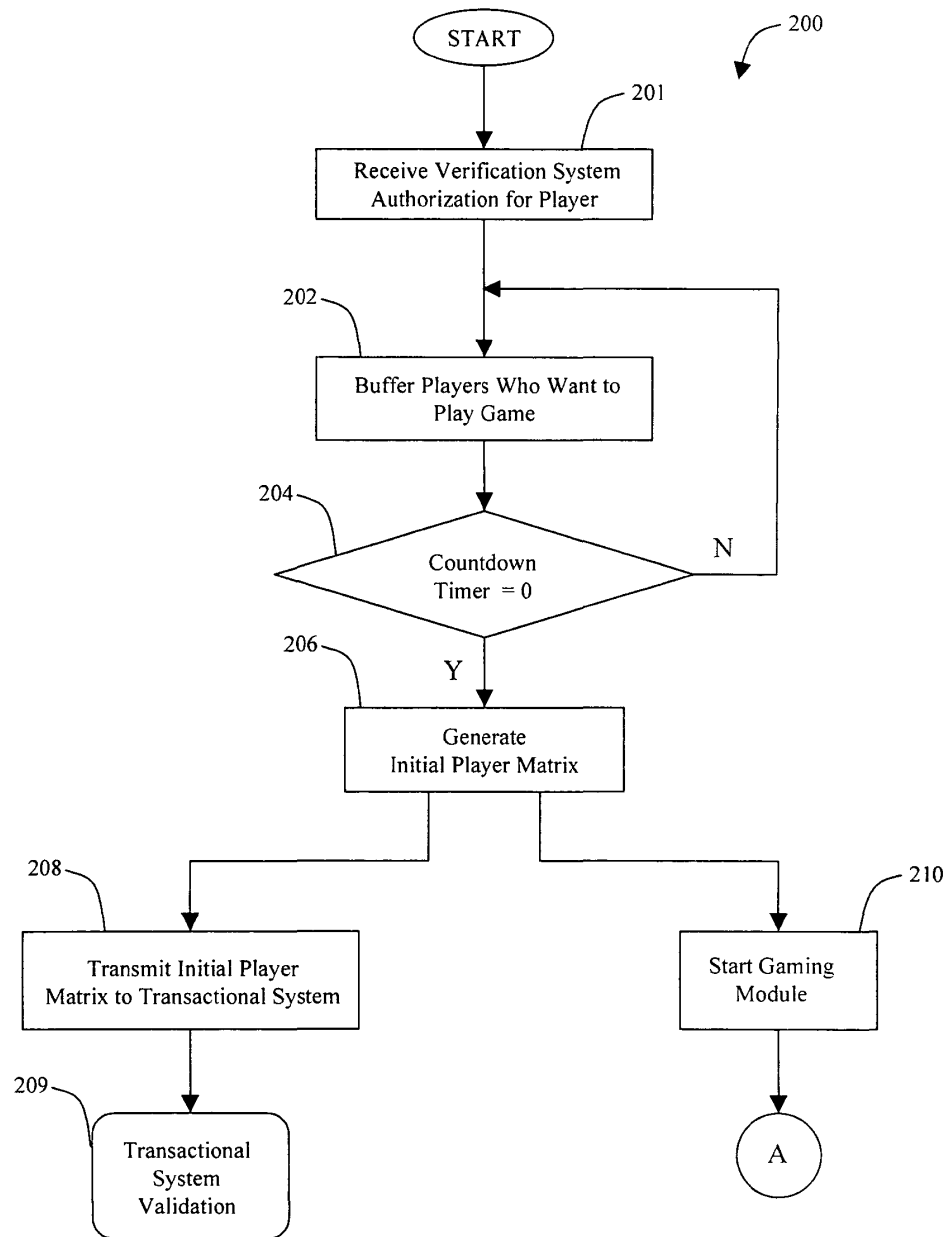 START
200
201
Receive Verification System
Authorization for Player
202
Buffer Players Who Want to
Play Game
204
Countdown
Timer = 0
N
Y
206
Generate
Initial Player Matrix
208
Transmit Initial Player
Matrix to Transactional System
210
Start Gaming
Module
209
Transactional
System
Validation
A